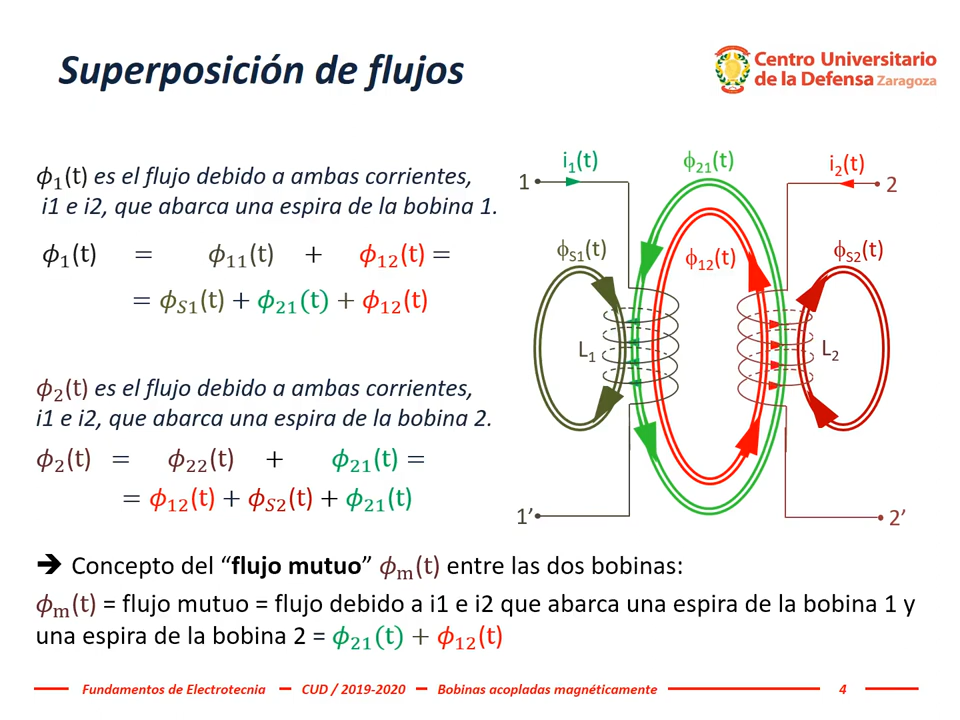 Superposición de flujos
Centro Universitario
de la Defensa Zaragoza
ϕ₁(t) es el flujo debido a ambas corrientes,
i1 e i2, que abarca una espira de la bobina 1.
ϕ₁(t) = ϕ₁₁(t) + ϕ₁₂(t) =
= ϕS1(t) + ϕ₂₁(t) + ϕ₁₂(t)
ϕ₂(t) es el flujo debido a ambas corrientes,
i1 e i2, que abarca una espira de la bobina 2.
ϕ₂(t) = ϕ₂₂(t) + ϕ₂₁(t) =
= ϕ₁₂(t) + ϕS2(t) + ϕ₂₁(t)
i₁(t)
ϕ₂₁(t)
i₂(t)
1
2
ϕS1(t)
ϕ₁₂(t)
ϕS2(t)
L₁
L₂
1’
2’
➔ Concepto del “flujo mutuo” ϕm(t) entre las dos bobinas:
ϕm(t) = flujo mutuo = flujo debido a i1 e i2 que abarca una espira de la bobina 1 y
una espira de la bobina 2 = ϕ₂₁(t) + ϕ₁₂(t)
Fundamentos de Electrotecnia — CUD / 2019-2020 — Bobinas acopladas magnéticamente 4